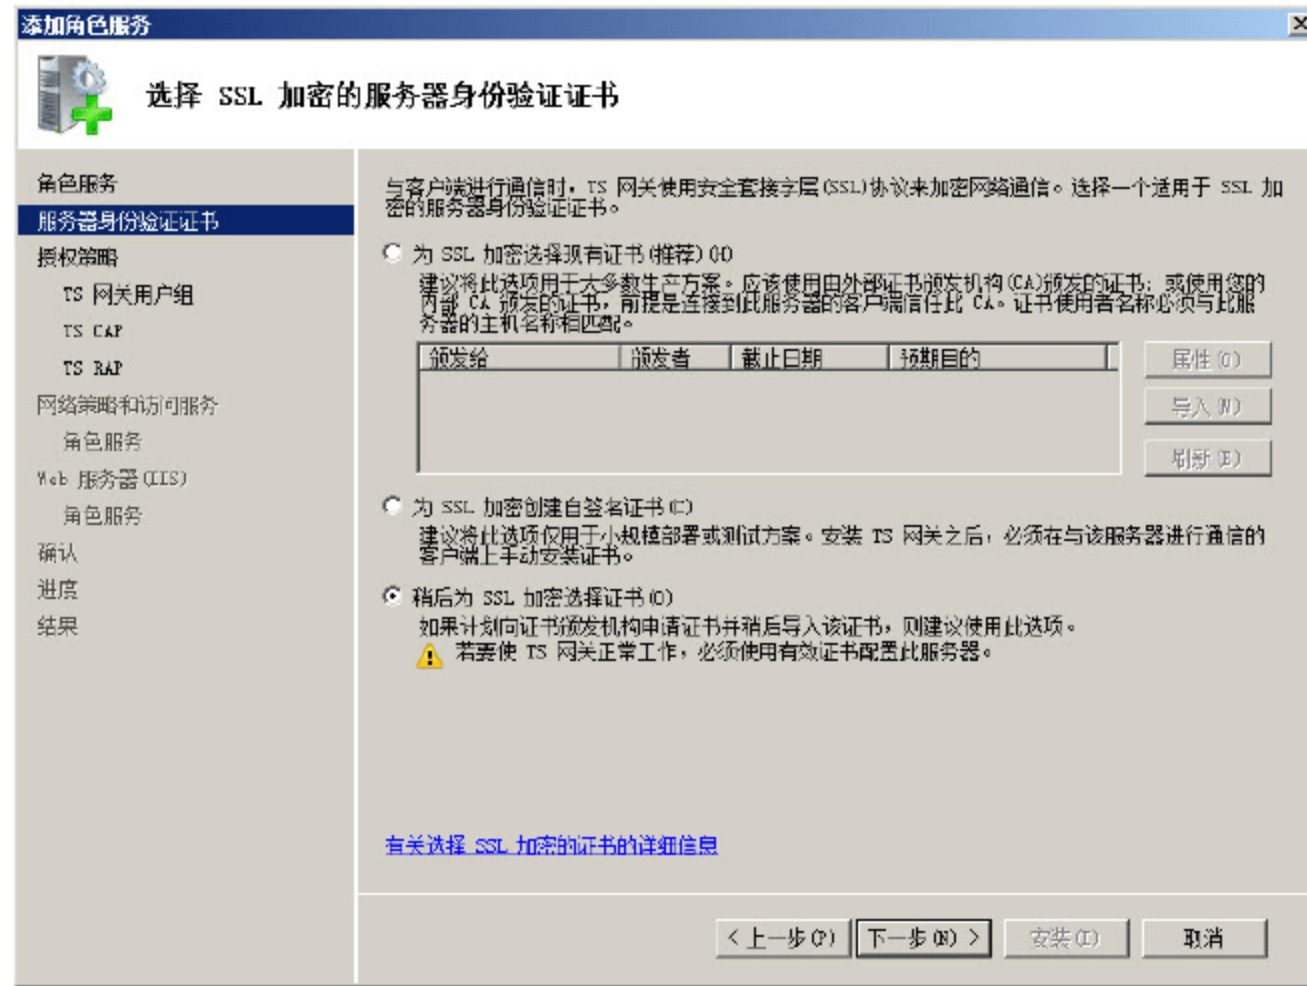 添加角色服务
选择 SSL 加密的服务器身份验证证书
角色服务
服务器身份验证证书
授权策略
TS 网关用户组
TS CAP
TS RAP
网络策略和访问服务
角色服务
Web 服务器(IIS)
角色服务
确认
进度
结果
与客户端进行通信时，TS 网关使用安全套接字层(SSL)协议来加密网络通信。选择一个适用于 SSL 加
密的服务器身份验证证书。
为 SSL 加密选择现有证书(推荐)(H)
建议将此选项用于大多数生产方案。应该使用由外部证书颁发机构(CA)颁发的证书；或使用您的
内部 CA 颁发的证书，前提是连接到此服务器的客户端信任此 CA。证书使用者名称必须与此服
务器的主机名称相匹配。
颁发给 颁发者 截止日期 预期目的
属性(O)
导入(M)
刷新(E)
为 SSL 加密创建自签名证书(C)
建议将此选项仅用于小规模部署或测试方案。安装 TS 网关之后，必须在与该服务器进行通信的
客户端上手动安装证书。
稍后为 SSL 加密选择证书(O)
如果计划向证书颁发机构申请证书并稍后导入该证书，则建议使用此选项。
若要使 TS 网关正常工作，必须使用有效证书配置此服务器。
有关选择 SSL 加密的证书的详细信息
< 上一步(P) 下一步(N) > 安装(I) 取消